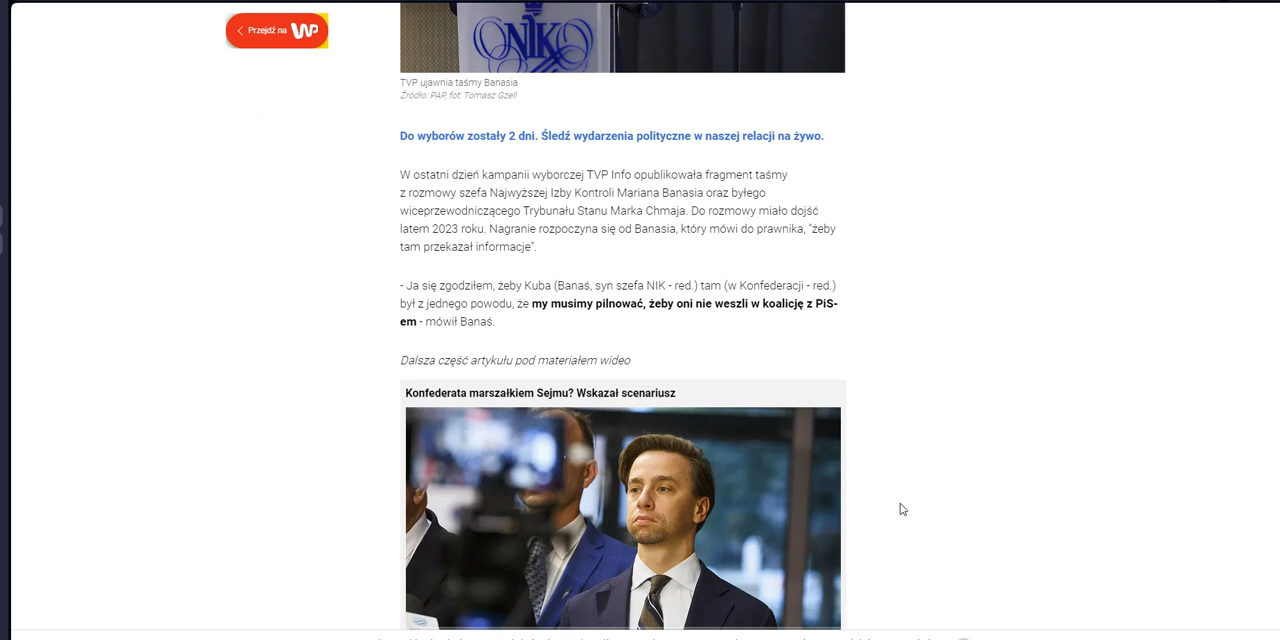 Przejdź na WP
NIK
TVP ujawnia taśmy Banasia
Źródło: PAP, fot: Tomasz Gzell
Do wyborów zostały 2 dni. Śledź wydarzenia polityczne w naszej relacji na żywo.
W ostatni dzień kampanii wyborczej TVP Info opublikowała fragment taśmy
z rozmowy szefa Najwyższej Izby Kontroli Mariana Banasia oraz byłego
wiceprzewodniczącego Trybunału Stanu Marka Chmaja. Do rozmowy miało dojść
latem 2023 roku. Nagranie rozpoczyna się od Banasia, który mówi do prawnika, "żeby
tam przekazał informacje".
- Ja się zgodziłem, żeby Kuba (Banaś, syn szefa NIK - red.) tam (w Konfederacji - red.)
był z jednego powodu, że my musimy pilnować, żeby oni nie weszli w koalicję z PiS-
em - mówił Banaś.
Dalsza część artykułu pod materiałem wideo
Konfederata marszałkiem Sejmu? Wskazał scenariusz